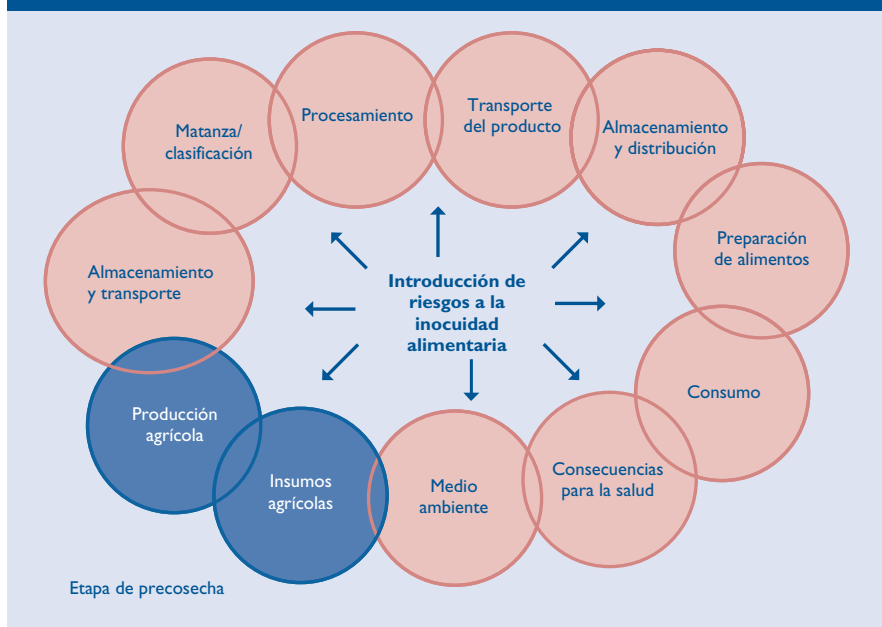 Procesamiento
Transporte
del producto
Matanza/
clasificación
Almacenamiento
y distribución
Preparación
de alimentos
Almacenamiento
y transporte
Introducción de
riesgos a la
inocuidad
alimentaria
Consumo
Producción
agrícola
Insumos
agrícolas
Medio
ambiente
Consecuencias
para la salud
Etapa de precosecha